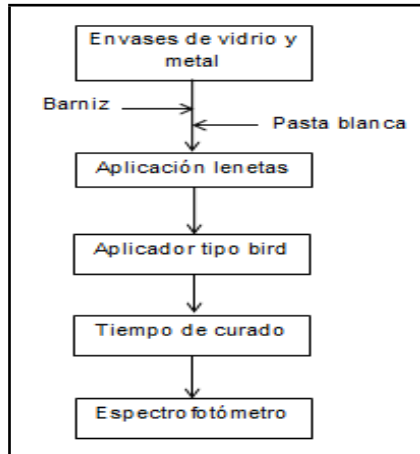 Envases de vidrio y
metal
Barniz
Pasta blanca
Aplicación lenetas
Aplicador tipo bird
Tiempo de curado
Espectrofotómetro